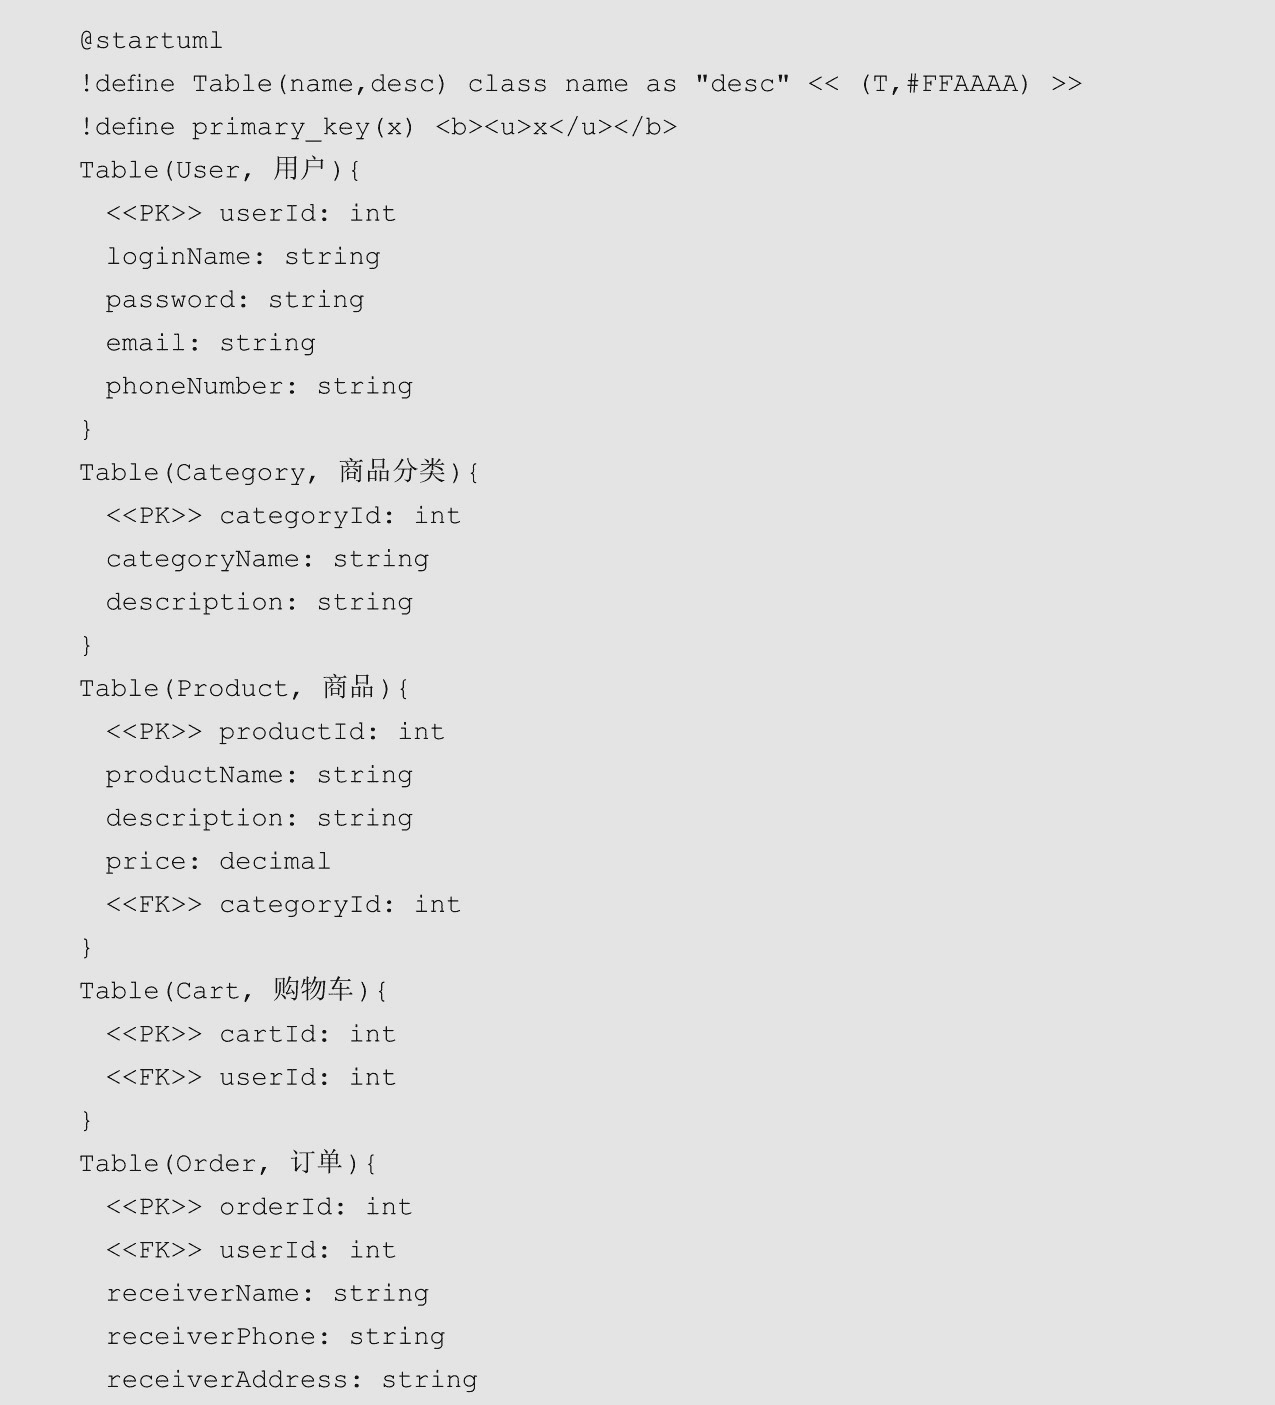 @startuml
!define Table(name,desc) class name as "desc" << (T,#FFAAAA) >>
!define primary_key(x) <b><u>x</u></b>
Table(User, 用户){
<<PK>> userId: int
loginName: string
password: string
email: string
phoneNumber: string
}
Table(Category, 商品分类){
<<PK>> categoryId: int
categoryName: string
description: string
}
Table(Product, 商品){
<<PK>> productId: int
productName: string
description: string
price: decimal
<<FK>> categoryId: int
}
Table(Cart, 购物车){
<<PK>> cartId: int
<<FK>> userId: int
}
Table(Order, 订单){
<<PK>> orderId: int
<<FK>> userId: int
receiverName: string
receiverPhone: string
receiverAddress: string